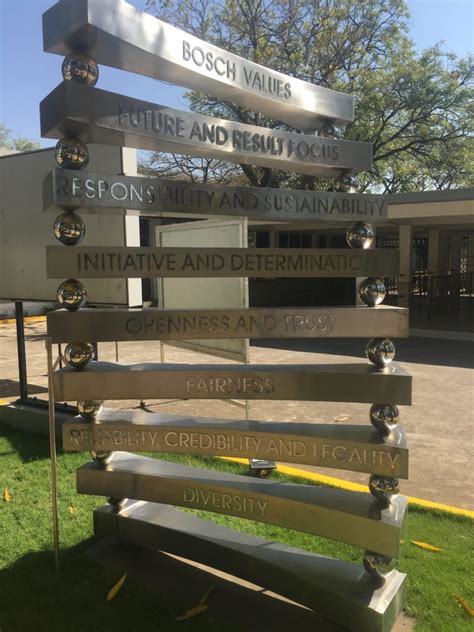 BOSCH VALUES
FUTURE AND RESULT FOCUS
RESPONSIBILITY AND SUSTAINABILITY
INITIATIVE AND DETERMINATION
OPENNESS AND TRUST
FAIRNESS
RELIABILITY, CREDIBILITY AND LEGALITY
DIVERSITY